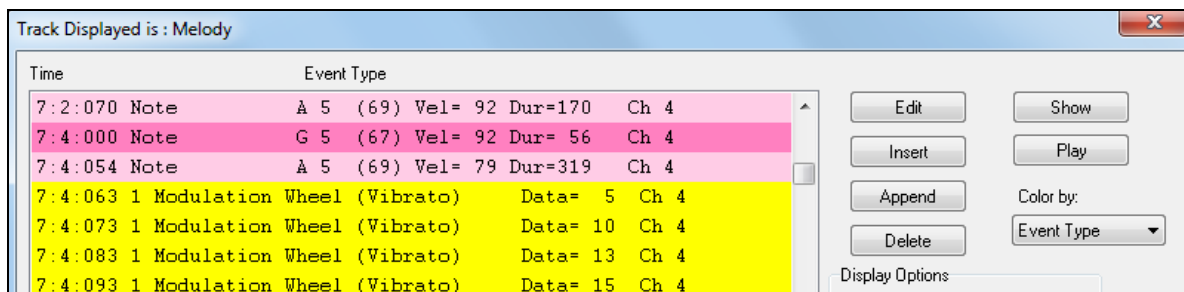 Track Displayed is : Melody
x
Time Event Type
7:2:070 Note A 5 (69) Vel= 92 Dur=170 Ch 4
7:4:000 Note G 5 (67) Vel= 92 Dur= 56 Ch 4
7:4:054 Note A 5 (69) Vel= 79 Dur=319 Ch 4
7:4:063 1 Modulation Wheel (Vibrato) Data= 5 Ch 4
7:4:073 1 Modulation Wheel (Vibrato) Data= 10 Ch 4
7:4:083 1 Modulation Wheel (Vibrato) Data= 13 Ch 4
7:4:093 1 Modulation Wheel (Vibrato) Data= 15 Ch 4
Edit
Show
Insert
Play
Append
Color by:
Event Type
Delete
Display Options